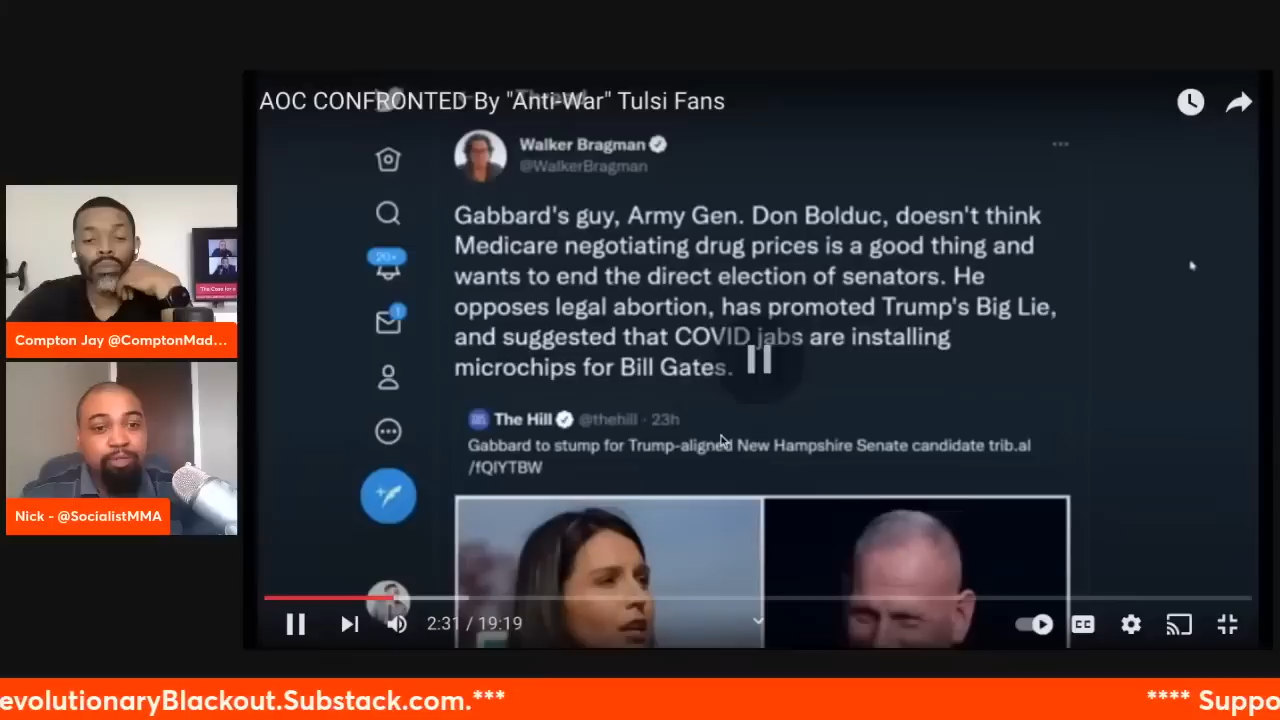 AOC CONFRONTED By "Anti-War" Tulsi Fans
Walker Bragman
@WalkerBragman
Gabbard's guy, Army Gen. Don Bolduc, doesn't think
Medicare negotiating drug prices is a good thing and
wants to end the direct election of senators. He
opposes legal abortion, has promoted Trump's Big Lie,
and suggested that COVID jabs are installing
microchips for Bill Gates.
20+
1
The Hill @thehill · 23h
Gabbard to stump for Trump-aligned New Hampshire Senate candidate trib.al
/fQIYTBW
Compton Jay @ComptonMad...
Nick - @SocialistMMA
2:31 / 19:19
CC
evolutionaryBlackout.Substack.com.***
**** Suppo